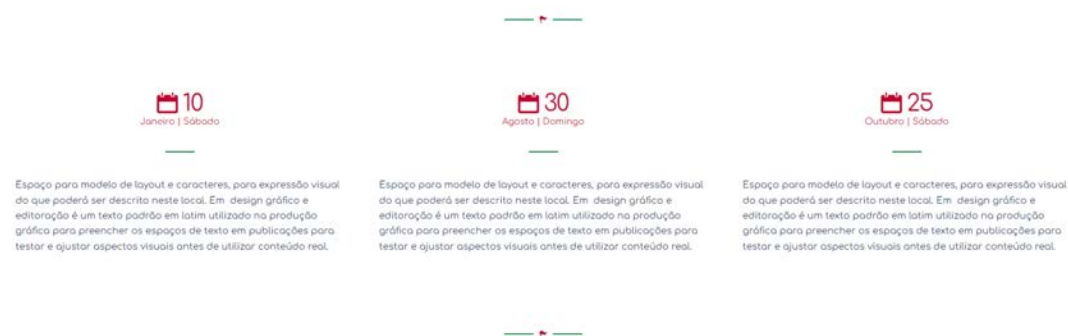 10
Janeiro | Sábado
Espaço para modelo de layout e caracteres, para expressão visual
do que poderá ser descrito neste local. Em design gráfico e
editoração é um texto padrão em latim utilizado na produção
gráfica para preencher os espaços de texto em publicações para
testar e ajustar aspectos visuais antes de utilizar conteúdo real.
30
Agosto | Domingo
Espaço para modelo de layout e caracteres, para expressão visual
do que poderá ser descrito neste local. Em design gráfico e
editoração é um texto padrão em latim utilizado na produção
gráfica para preencher os espaços de texto em publicações para
testar e ajustar aspectos visuais antes de utilizar conteúdo real.
25
Outubro | Sábado
Espaço para modelo de layout e caracteres, para expressão visual
do que poderá ser descrito neste local. Em design gráfico e
editoração é um texto padrão em latim utilizado na produção
gráfica para preencher os espaços de texto em publicações para
testar e ajustar aspectos visuais antes de utilizar conteúdo real.